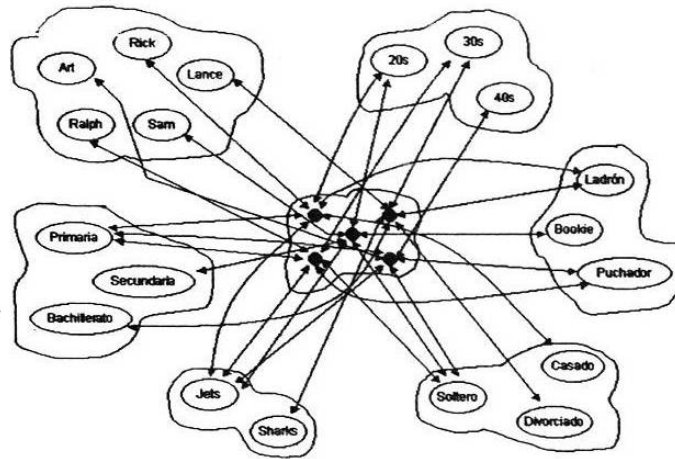 Rick
Art
Lance
Ralph
Sam
20s
30s
40s
Ladrón
Bookie
Puchador
Primaria
Secundaria
Bachillerato
Jets
Sharks
Soltero
Casado
Divorciado